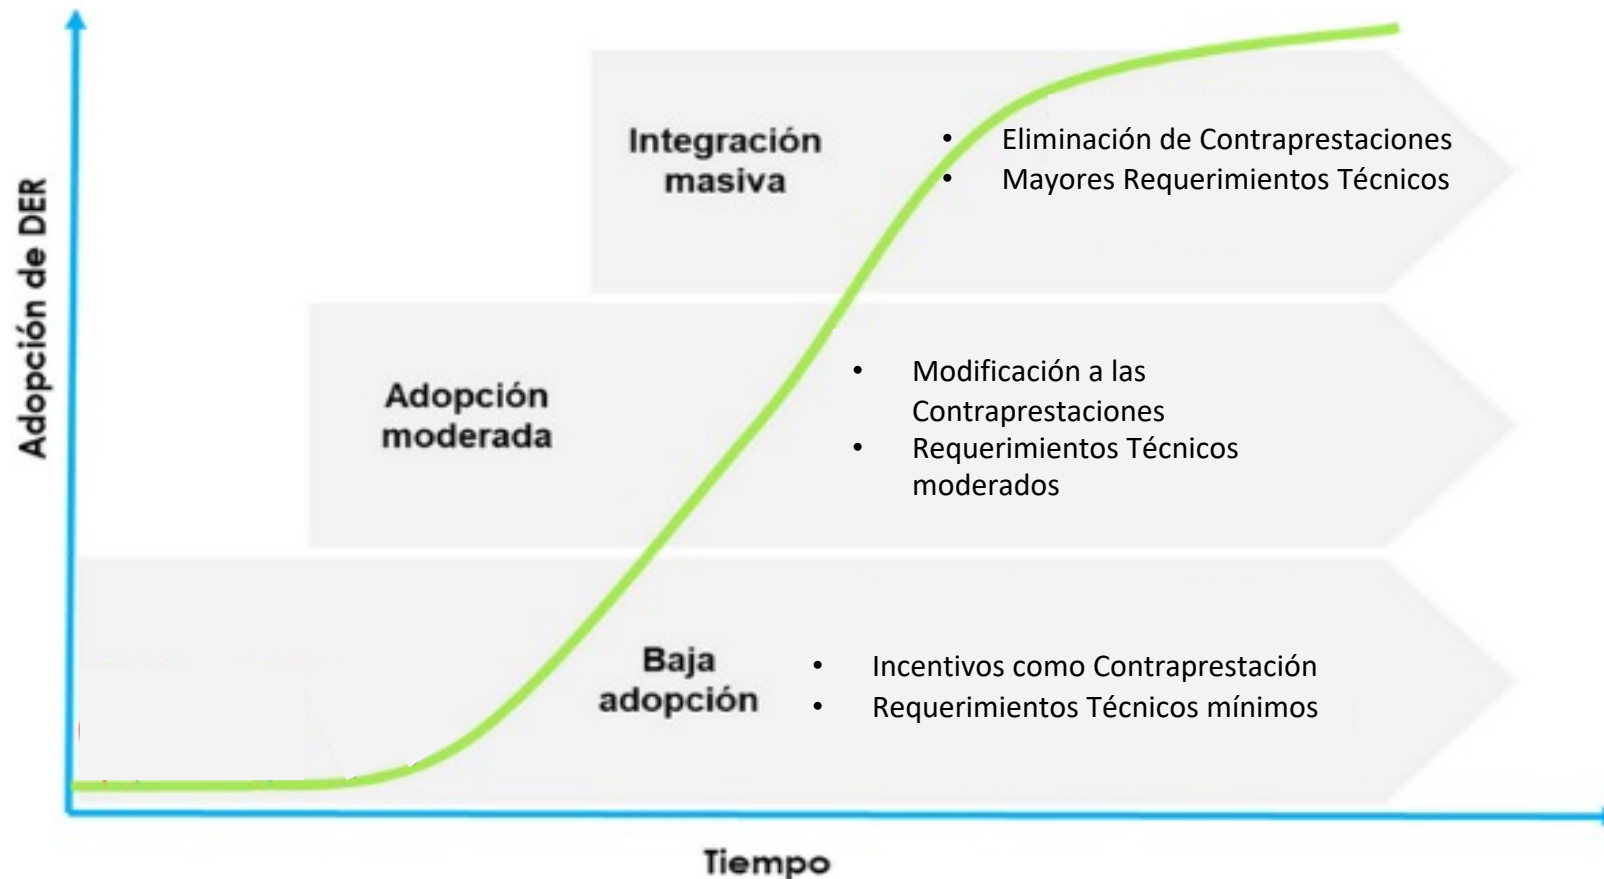 Adopción de DER
Integración
masiva
• Eliminación de Contraprestaciones
• Mayores Requerimientos Técnicos
Adopción
moderada
• Modificación a las
Contraprestaciones
• Requerimientos Técnicos
moderados
Baja
adopción
• Incentivos como Contraprestación
• Requerimientos Técnicos mínimos
Tiempo